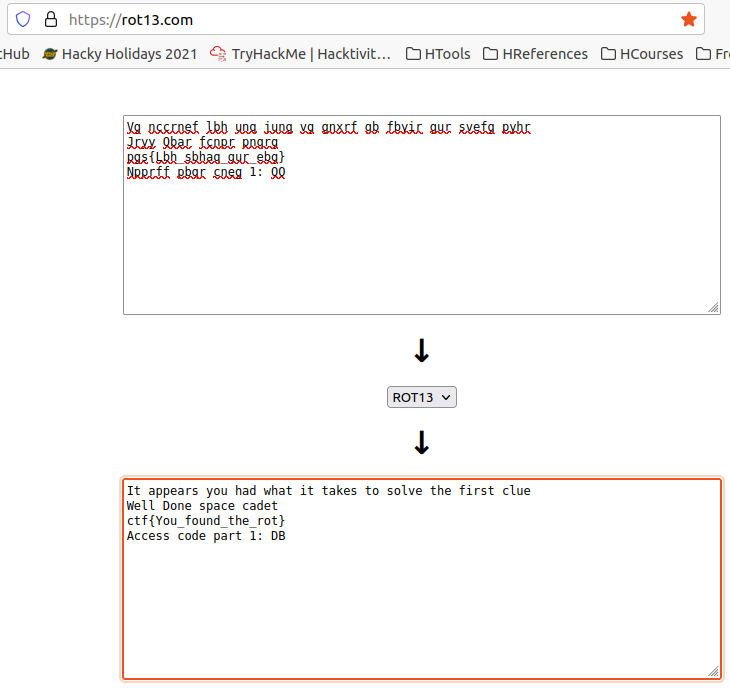 https://rot13.com
tHub Hacky Holidays 2021 TryHackMe | Hacktivit... HTools HReferences HCourses
Vg nccrnef lbh unq jung vg gnxrf gb fbyir gur svefg pyhr
Jryy Qbar fcnpr pnqrg
pgs{Lbh_sbhaq_gur_ebg}
Npprff pbqr cneg 1: QO
↓
ROT13
↓
It appears you had what it takes to solve the first clue
Well Done space cadet
ctf{You_found_the_rot}
Access code part 1: DB